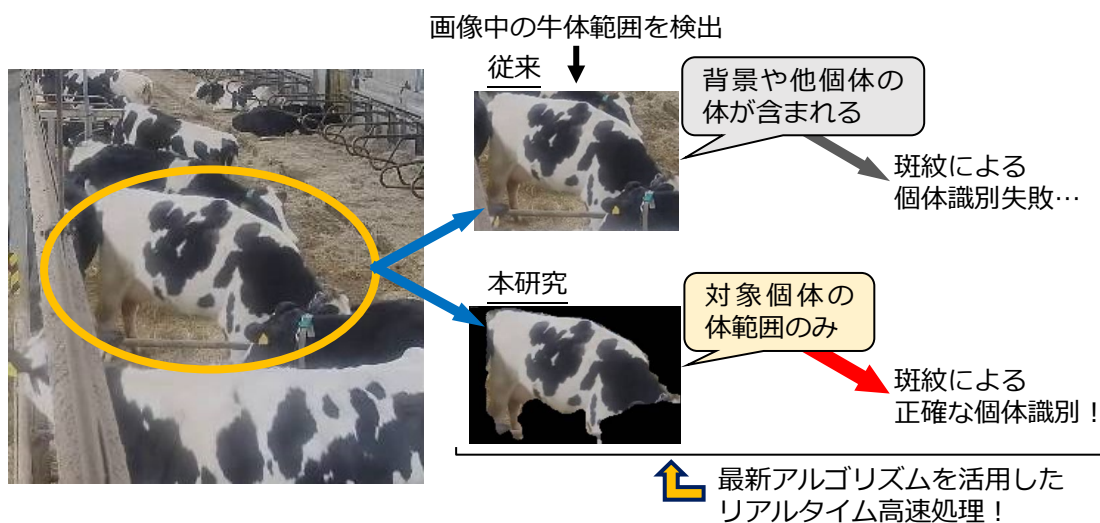 画像中の牛体範囲を検出
従来
背景や他個体の
体が含まれる
斑紋による
個体識別失敗…
本研究
対象個体の
体範囲のみ
斑紋による
正確な個体識別！
最新アルゴリズムを活用した
リアルタイム高速処理！